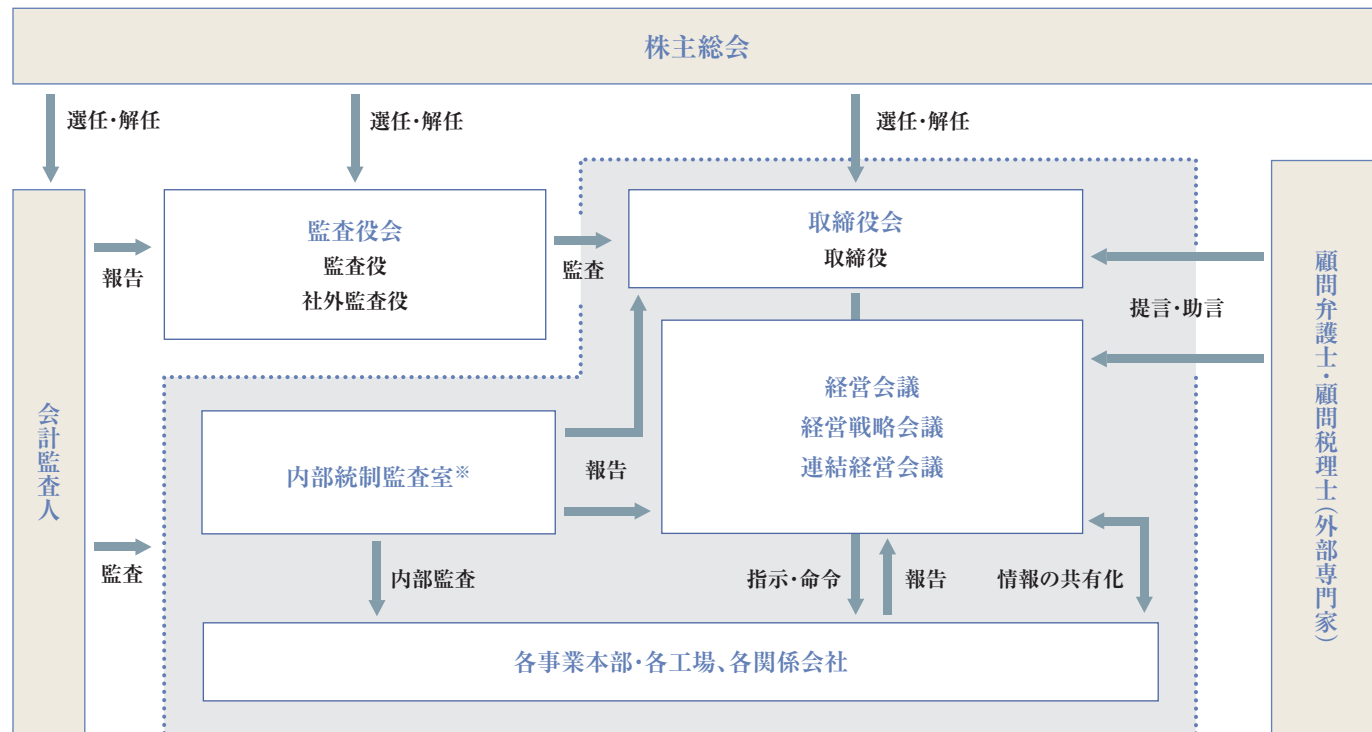 株主総会
選任・解任
選任・解任
選任・解任
監査役会
監査役
社外監査役
取締役会
取締役
報告
監査
提言・助言
顧問弁護士・顧問税理士(外部専門家)
会計監査人
経営会議
経営戦略会議
連結経営会議
内部統制監査室※
報告
監査
内部監査
指示・命令
報告
情報の共有化
各事業本部・各工場、各関係会社